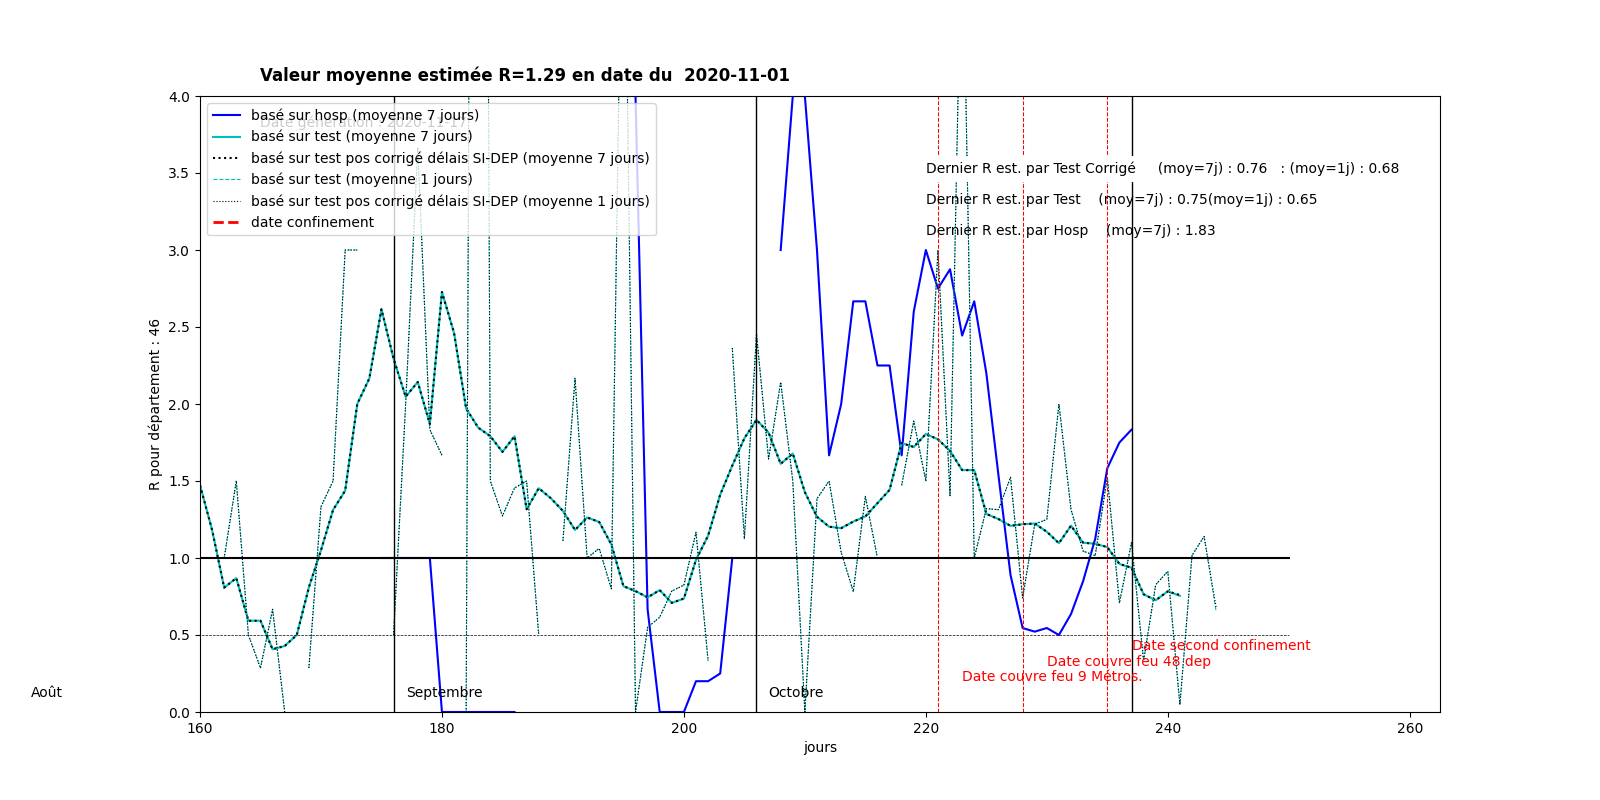 Valeur moyenne estimée R=1.29 en date du  2020-11-01
Date génération : 2020-11-17
basé sur hosp (moyenne 7 jours)
basé sur test (moyenne 7 jours)
basé sur test pos corrigé délais SI-DEP (moyenne 7 jours)
basé sur test (moyenne 1 jours)
basé sur test pos corrigé délais SI-DEP (moyenne 1 jours)
date confinement
Dernier R est. par Test Corrigé     (moy=7j) : 0.76   : (moy=1j) : 0.68
Dernier R est. par Test    (moy=7j) : 0.75(moy=1j) : 0.65
Dernier R est. par Hosp    (moy=7j) : 1.83
4.0
3.5
3.0
2.5
2.0
1.5
1.0
0.5
0.0
R pour département : 46
Date second confinement
Date couvre feu 48 dep
Date couvre feu 9 Métros.
Août
Septembre
Octobre
160
180
200
220
240
260
jours